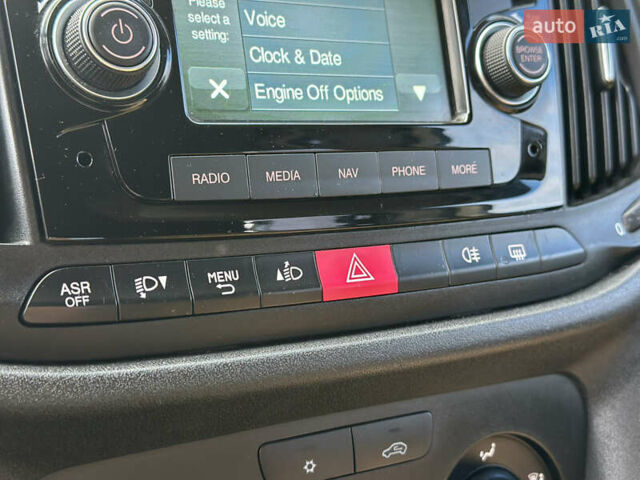 Please
select a
setting:
Voice
Clock & Date
Engine Off Options
auto RIA
BROWSE
ENTER
RADIO
MEDIA
NAV
PHONE
MORE
ASR
OFF
MENU
0